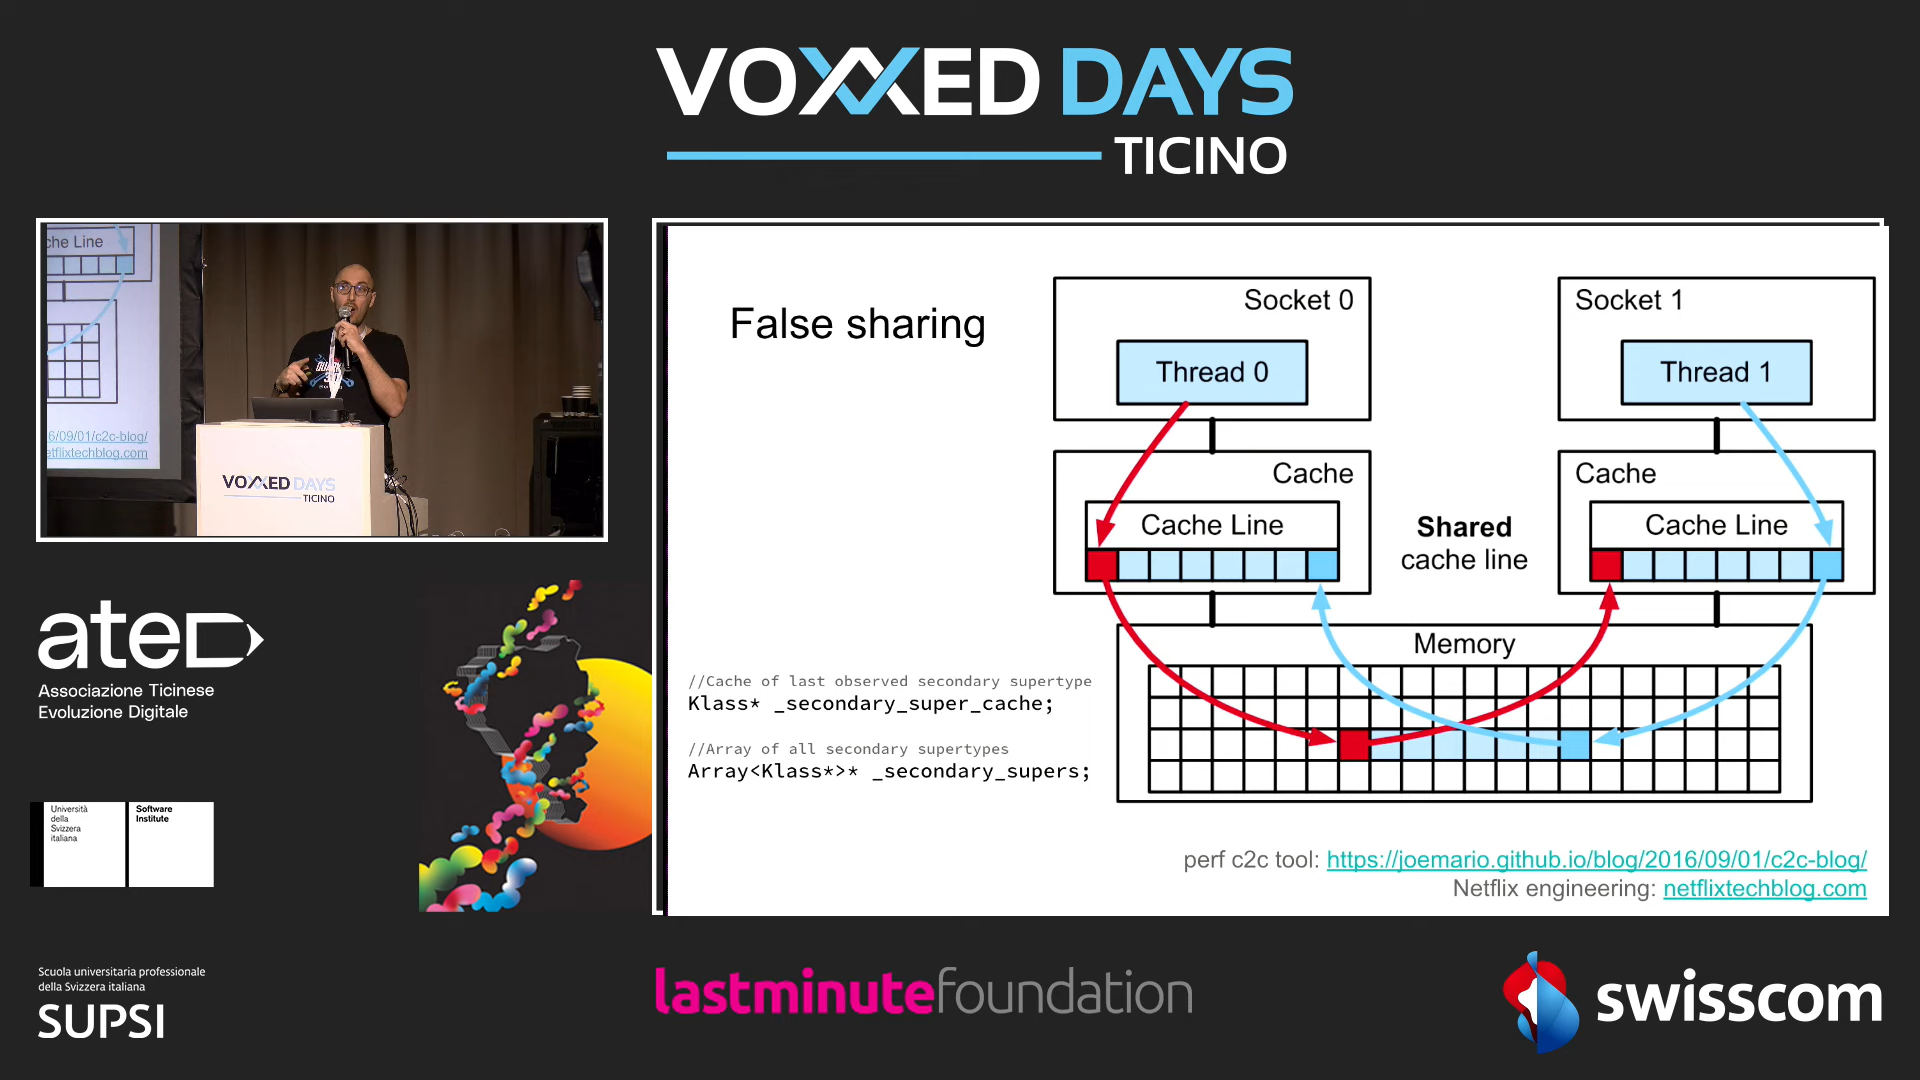 VOXXED DAYS
TICINO
che Line
6/09/01/c2c-blog/
etflixtechblog.com
VOXXED DAYS
TICINO
False sharing
Socket 0
Thread 0
Socket 1
Thread 1
Cache
Cache Line
Shared
cache line
Cache
Cache Line
Memory
//Cache of last observed secondary supertype
Klass* _secondary_super_cache;
//Array of all secondary supertypes
Array<Klass*>* _secondary_supers;
perf c2c tool: https://joemario.github.io/blog/2016/09/01/c2c-blog/
Netflix engineering: netflixtechblog.com
ated
Associazione Ticinese
Evoluzione Digitale
Università
della
Svizzera
italiana
Software
Institute
Scuola universitaria professionale
della Svizzera italiana
SUPSI
lastminutefoundation
swisscom